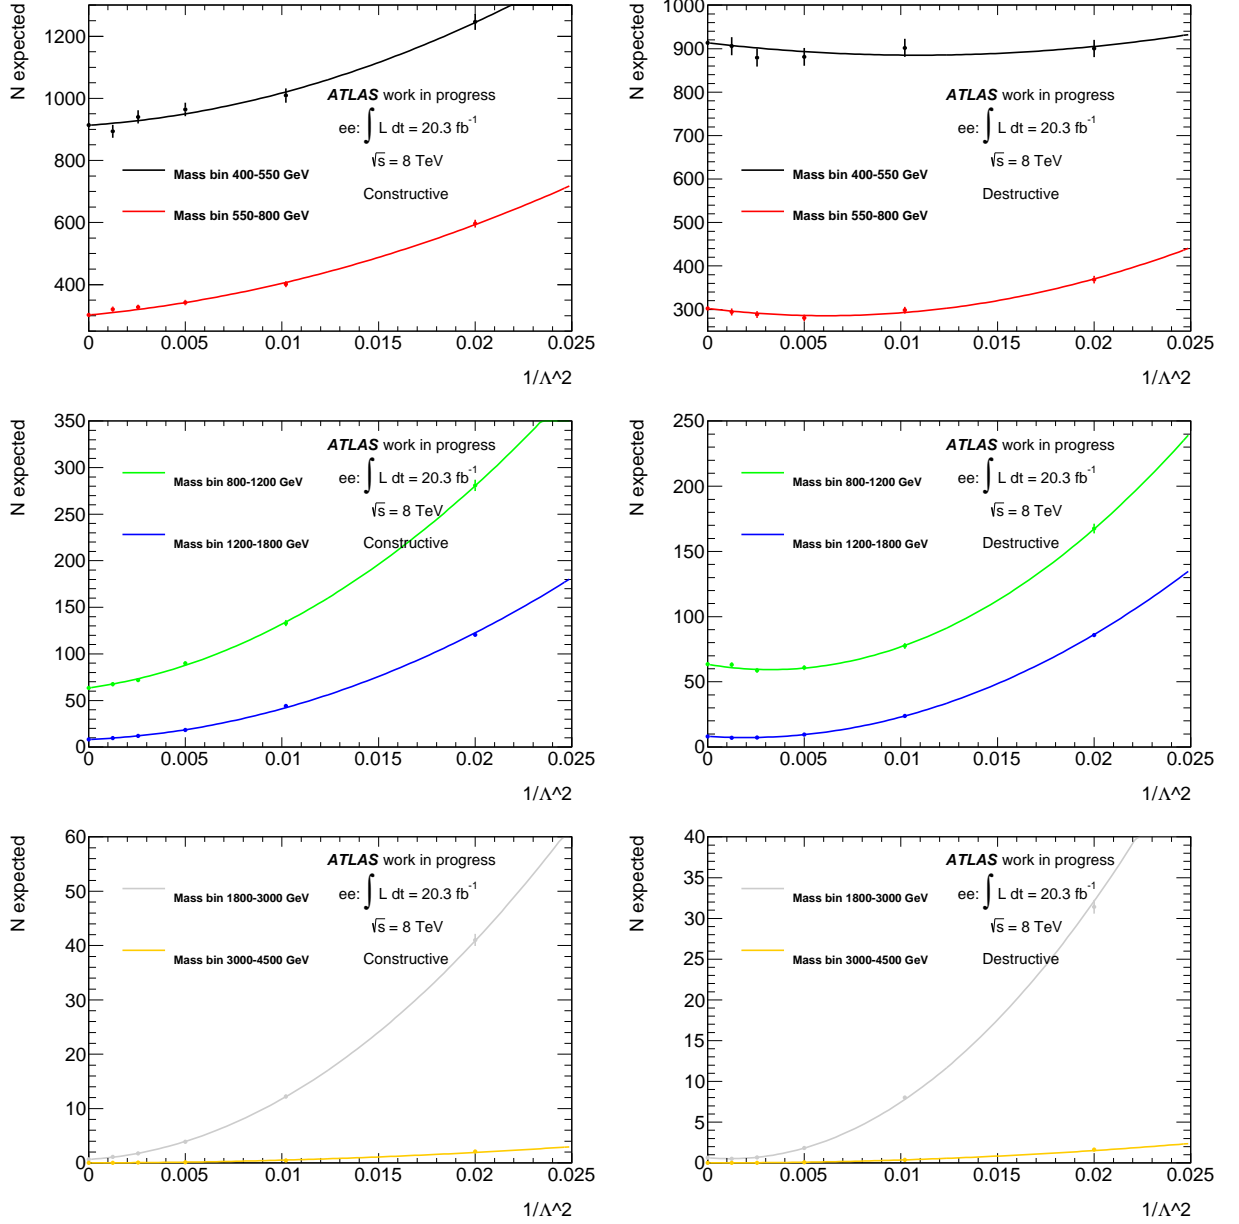 N expected
1200
1000
800
600
400
ATLAS work in progress
ee: ∫ L dt = 20.3 fb⁻¹
√s = 8 TeV
Constructive
Mass bin 400-550 GeV
Mass bin 550-800 GeV
0 0.005 0.01 0.015 0.02 0.025
1/Λ^2
N expected
1000
900
800
700
600
500
400
300
ATLAS work in progress
ee: ∫ L dt = 20.3 fb⁻¹
√s = 8 TeV
Destructive
Mass bin 400-550 GeV
Mass bin 550-800 GeV
0 0.005 0.01 0.015 0.02 0.025
1/Λ^2
N expected
350
300
250
200
150
100
50
0
ATLAS work in progress
ee: ∫ L dt = 20.3 fb⁻¹
√s = 8 TeV
Constructive
Mass bin 800-1200 GeV
Mass bin 1200-1800 GeV
0 0.005 0.01 0.015 0.02 0.025
1/Λ^2
N expected
250
200
150
100
50
0
ATLAS work in progress
ee: ∫ L dt = 20.3 fb⁻¹
√s = 8 TeV
Destructive
Mass bin 800-1200 GeV
Mass bin 1200-1800 GeV
0 0.005 0.01 0.015 0.02 0.025
1/Λ^2
N expected
60
50
40
30
20
10
0
ATLAS work in progress
ee: ∫ L dt = 20.3 fb⁻¹
√s = 8 TeV
Constructive
Mass bin 1800-3000 GeV
Mass bin 3000-4500 GeV
0 0.005 0.01 0.015 0.02 0.025
1/Λ^2
N expected
40
35
30
25
20
15
10
5
0
ATLAS work in progress
ee: ∫ L dt = 20.3 fb⁻¹
√s = 8 TeV
Destructive
Mass bin 1800-3000 GeV
Mass bin 3000-4500 GeV
0 0.005 0.01 0.015 0.02 0.025
1/Λ^2